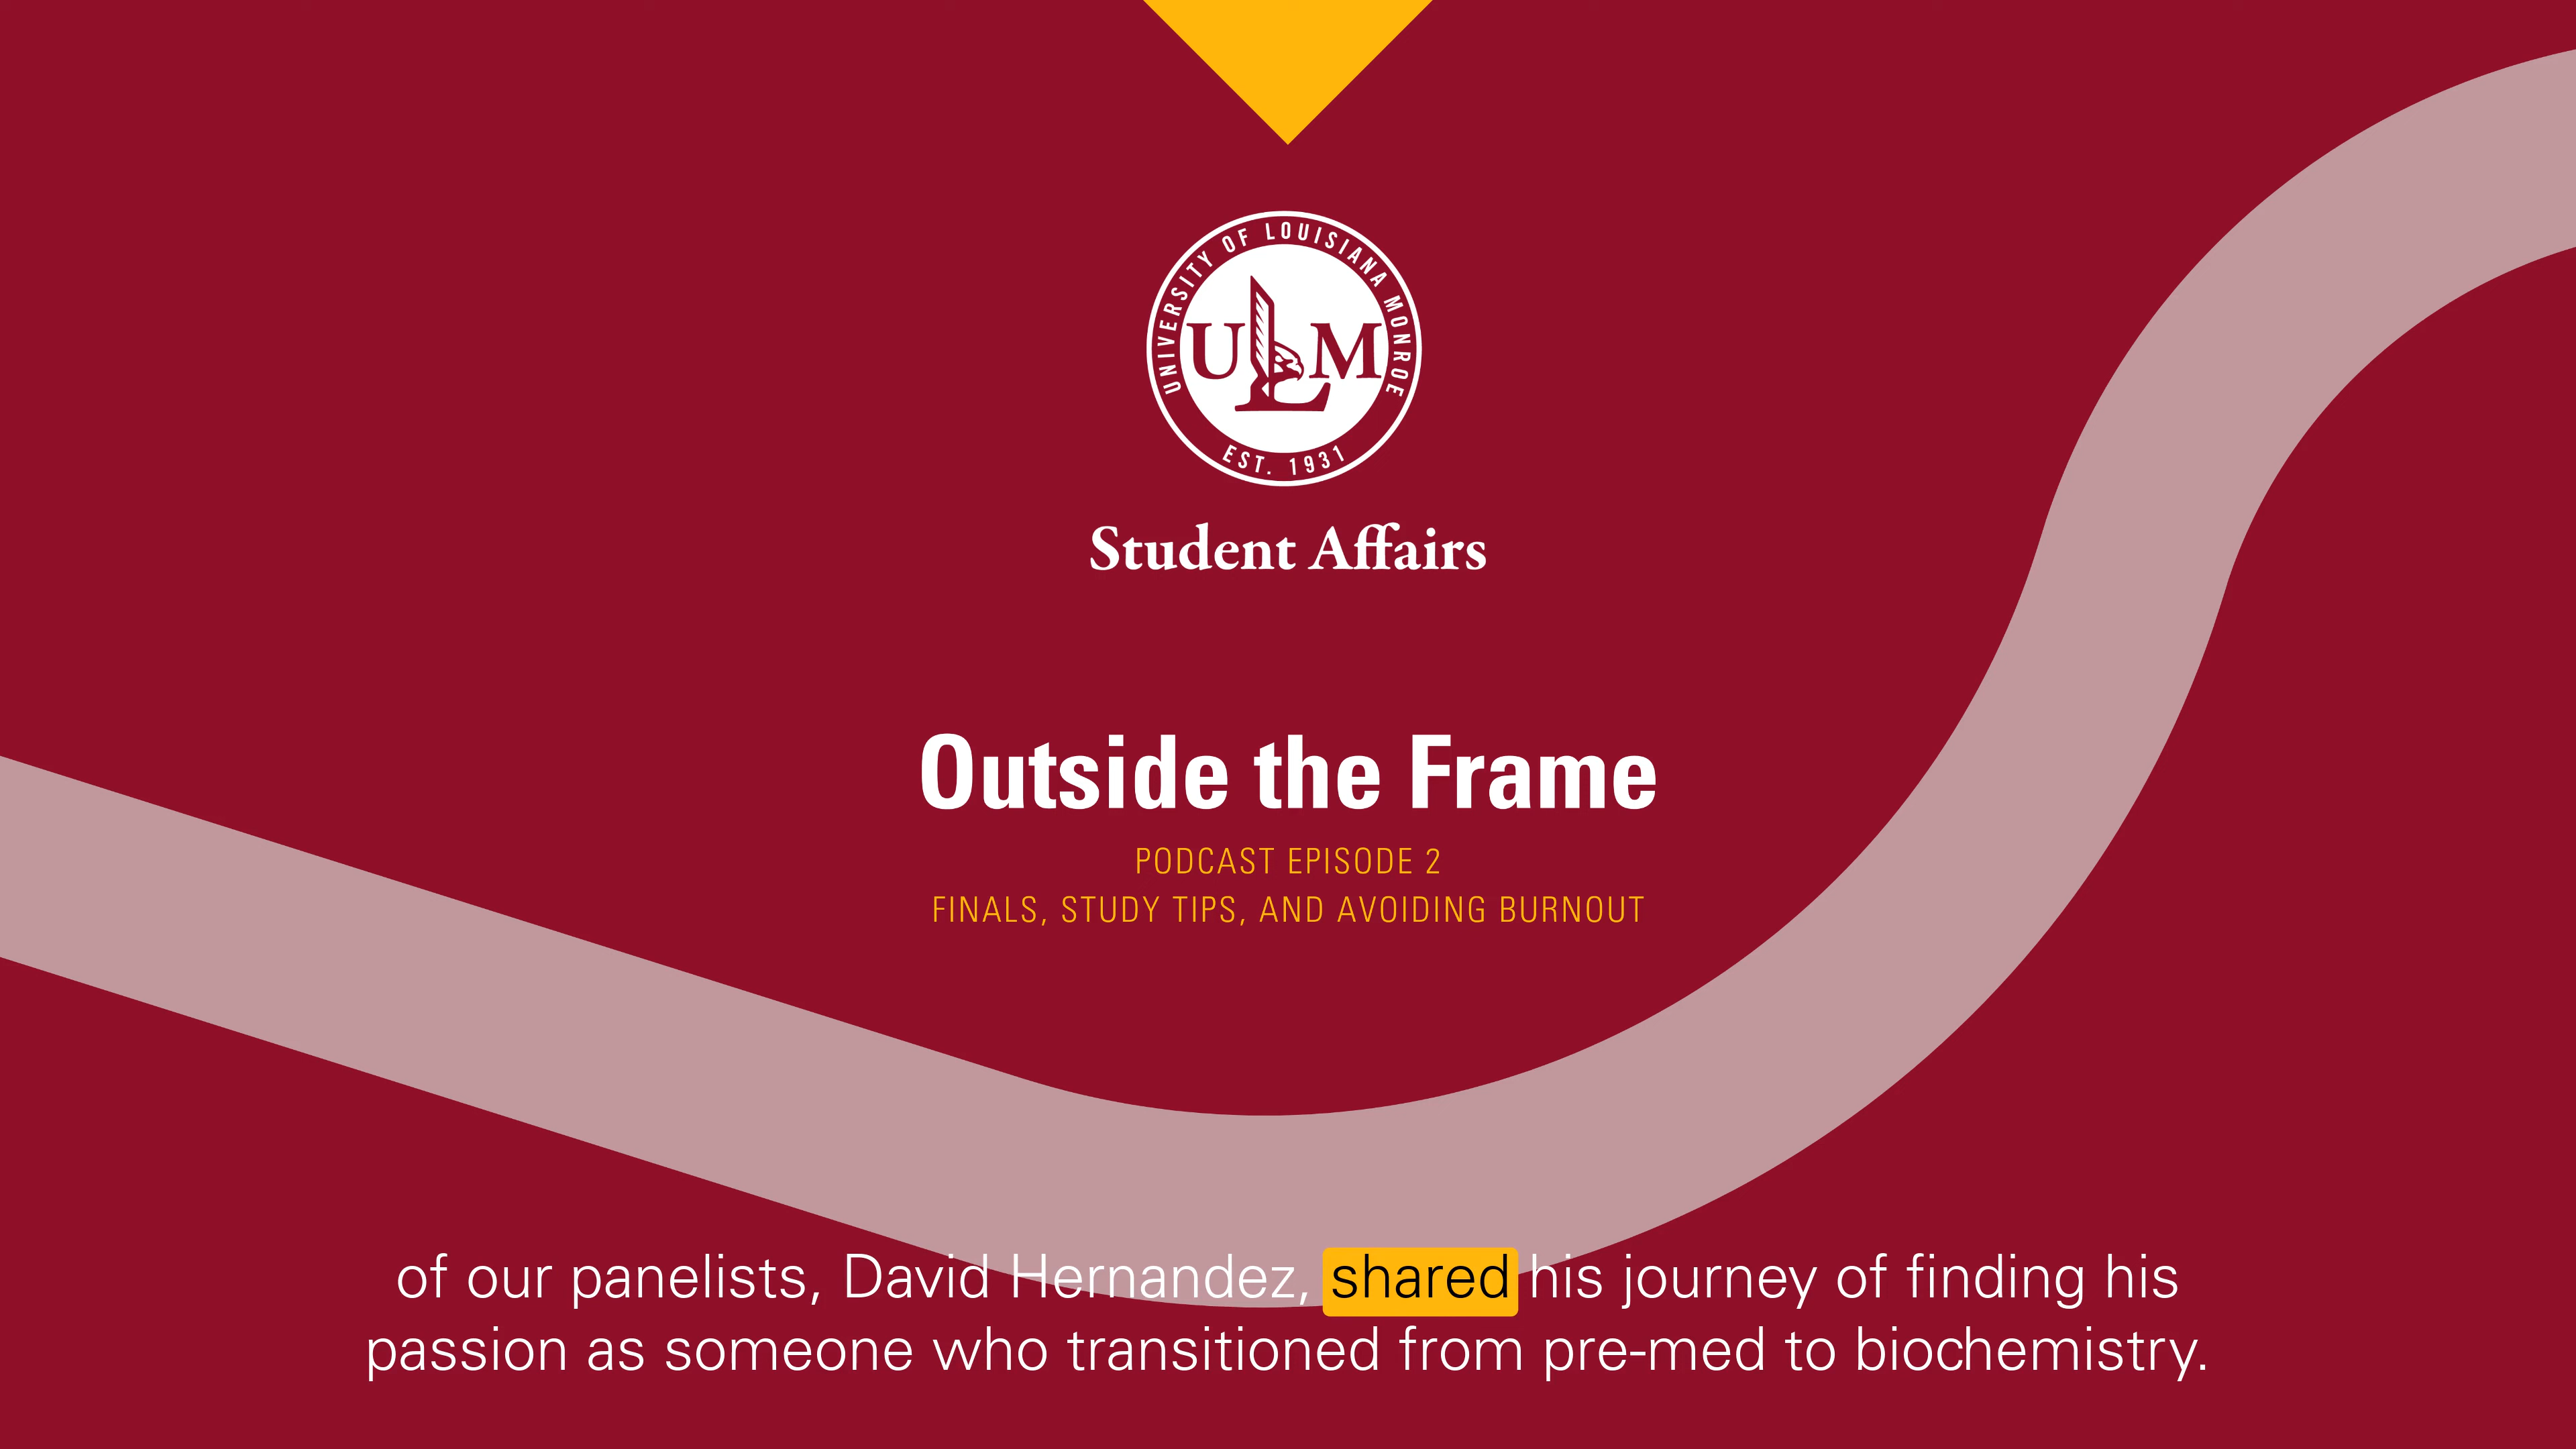 UNIVERSITY OF LOUISIANA MONROE
ULM
EST. 1931
Student Affairs
Outside the Frame
PODCAST EPISODE 2
FINALS, STUDY TIPS, AND AVOIDING BURNOUT
of our panelists, David Hernandez, shared his journey of finding his
passion as someone who transitioned from pre-med to biochemistry.